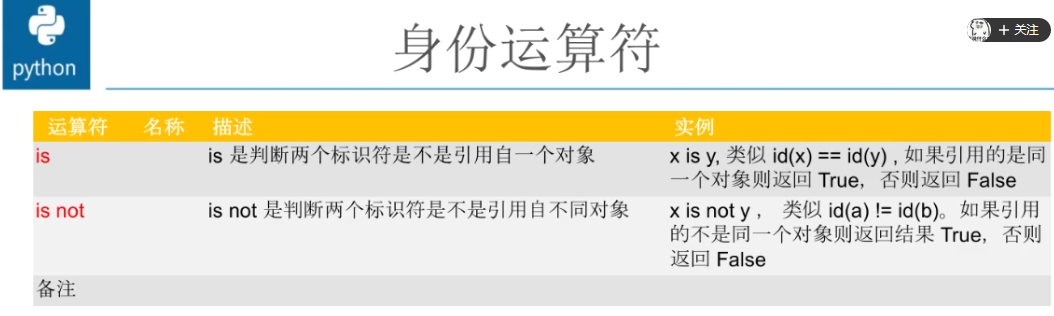 python
身份运算符
+ 关注
运算符 名称 描述 实例
is is 是判断两个标识符是不是引用自一个对象 x is y, 类似 id(x) == id(y) , 如果引用的是同
一个对象则返回 True，否则返回 False
is not is not 是判断两个标识符是不是引用自不同对象 x is not y ， 类似 id(a) != id(b)。如果引用
的不是同一个对象则返回结果 True，否则
返回 False
备注